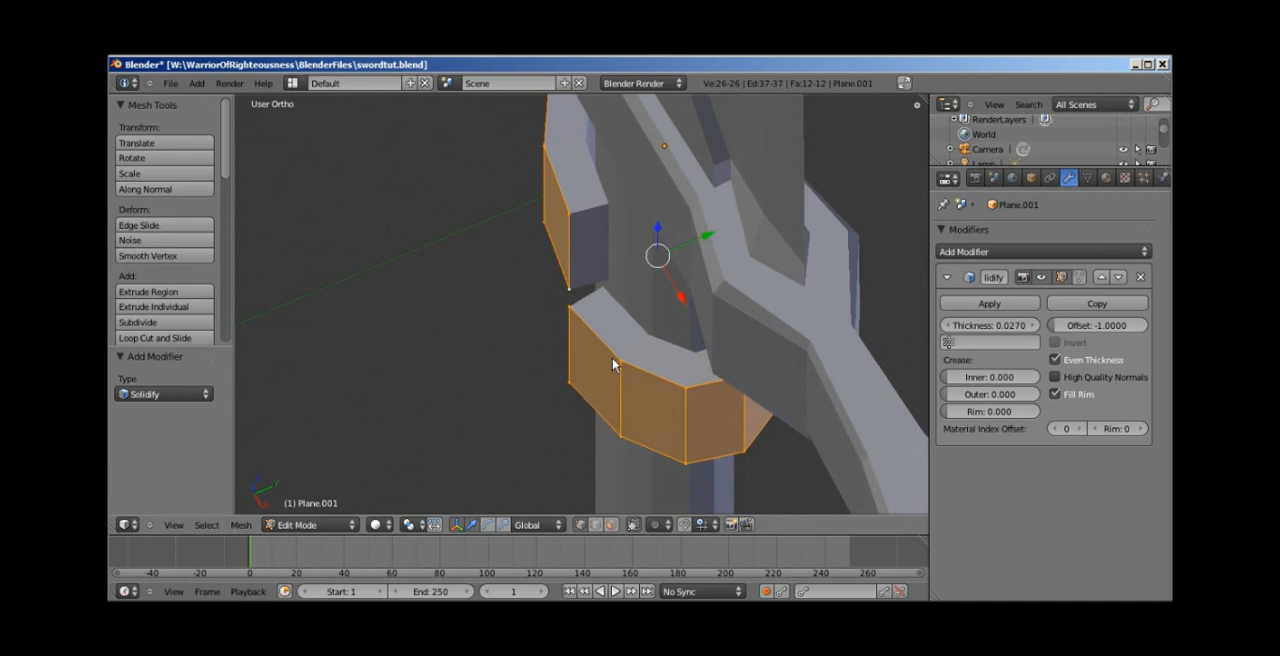 Blender* [W:\WarriorOfRighteousness\BlenderFiles\swordtut.blend]
File Add Render Help Default Scene Blender Render Ve:26-26 | Ed:37-37 | Fa:12-12 | Plane.001
Mesh Tools
Transform:
Translate
Rotate
Scale
Along Normal
Deform:
Edge Slide
Noise
Smooth Vertex
Add:
Extrude Region
Extrude Individual
Subdivide
Loop Cut and Slide
Add Modifier
Type
Solidify
User Ortho
(1) Plane.001
View Select Mesh Edit Mode Global
-40 -20 0 20 40 60 80 100 120 140 160 180 200 220 240 260
View Frame Playback Start: 1 End: 250 1 No Sync
View Search All Scenes
RenderLayers
World
Camera
Lamp
Plane.001
Modifiers
Add Modifier
lidify
Apply Copy
Thickness: 0.0270 Offset: -1.0000
Invert
Crease: Even Thickness
Inner: 0.000 High Quality Normals
Outer: 0.000 Fill Rim
Rim: 0.000
Material Index Offset: 0 Rim: 0